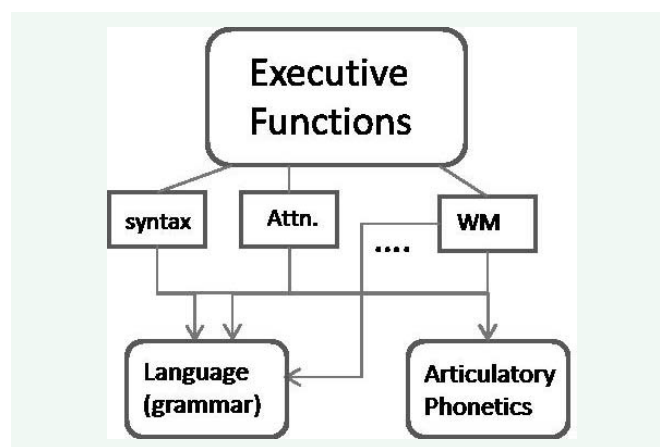 Executive
Functions
syntax
Attn.
....
WM
Language
(grammar)
Articulatory
Phonetics